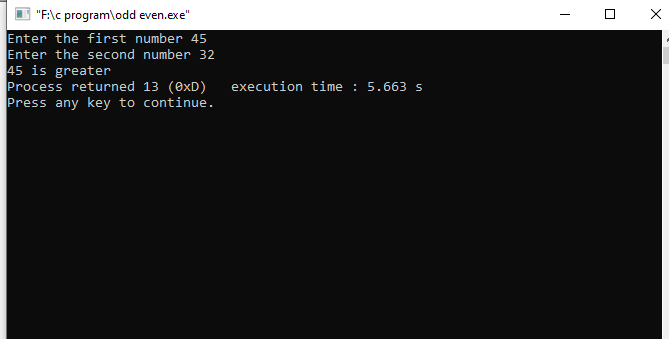 "F:\c program\odd even.exe"
Enter the first number 45
Enter the second number 32
45 is greater
Process returned 13 (0xD)   execution time : 5.663 s
Press any key to continue.